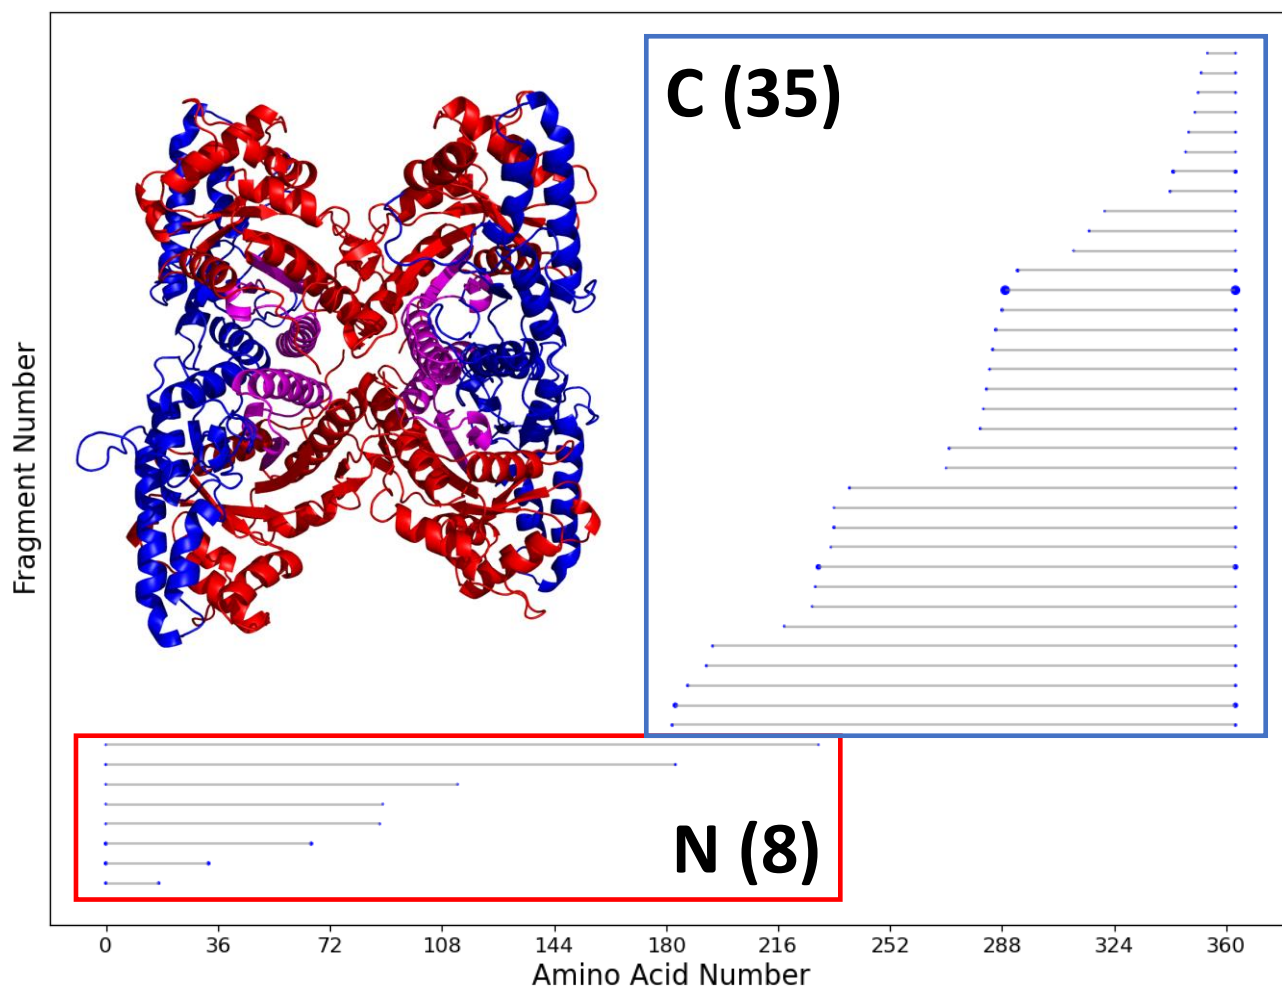 C (35)
Fragment Number
N (8)
0 36 72 108 144 180 216 252 288 324 360
Amino Acid Number